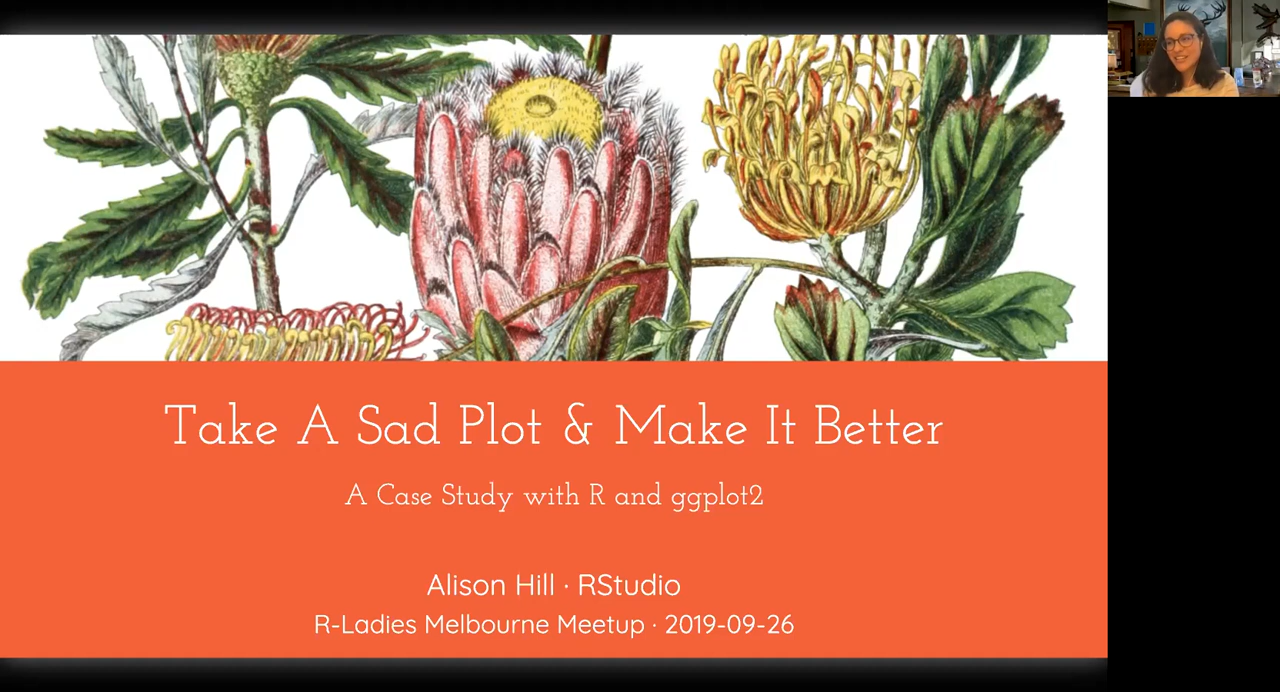 Take A Sad Plot & Make It Better
A Case Study with R and ggplot2
Alison Hill · RStudio
R-Ladies Melbourne Meetup · 2019-09-26